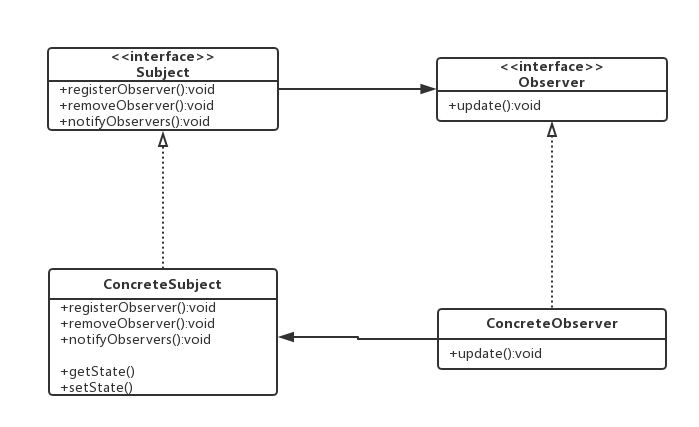 <<interface>>
Subject
+registerObserver():void
+removeObserver():void
+notifyObservers():void
<<interface>>
Observer
+update():void
ConcreteSubject
+registerObserver():void
+removeObserver():void
+notifyObservers():void
+getState()
+setState()
ConcreteObserver
+update():void